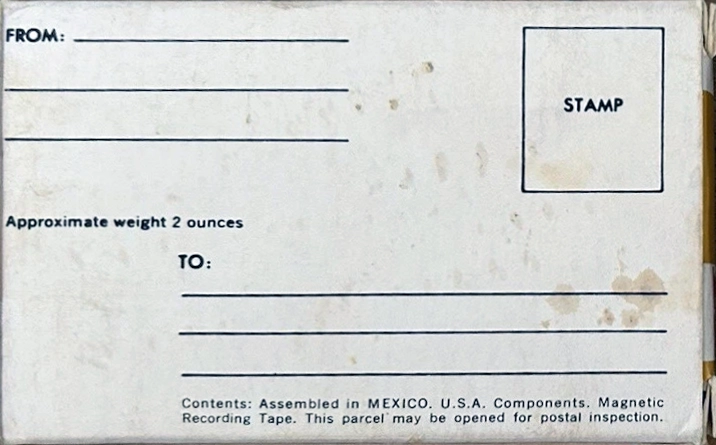 FROM:
STAMP
Approximate weight 2 ounces
TO:
Contents: Assembled in MEXICO. U.S.A. Components. Magnetic
Recording Tape. This parcel may be opened for postal inspection.